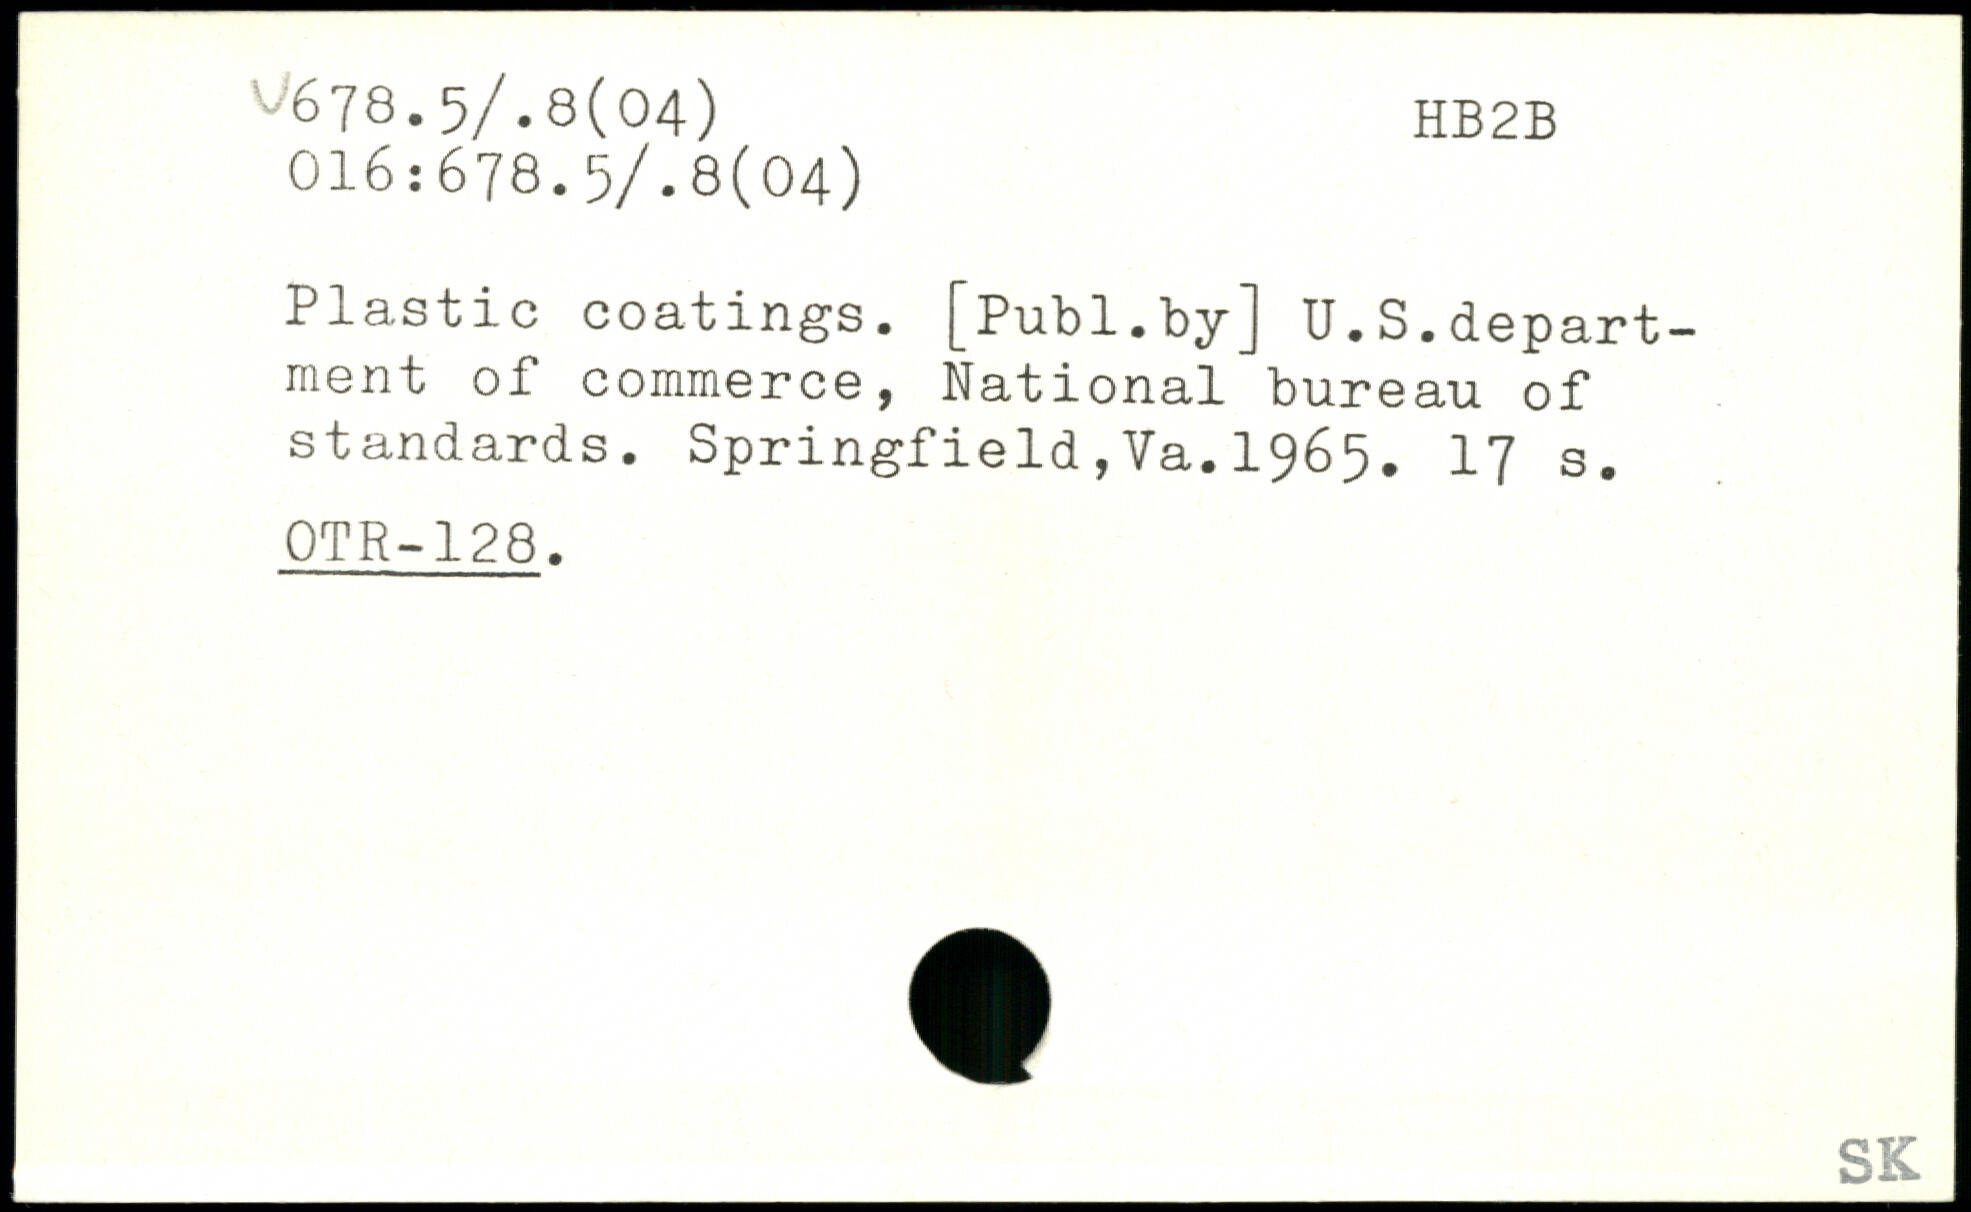 678.5/.8(04) HB2B
016:678.5/.8(04)
Plastic coatings. [Publ.by] U.S.depart-
ment of commerce, National bureau of
standards. Springfield,Va.1965. 17 s.
OTR-128.
SK